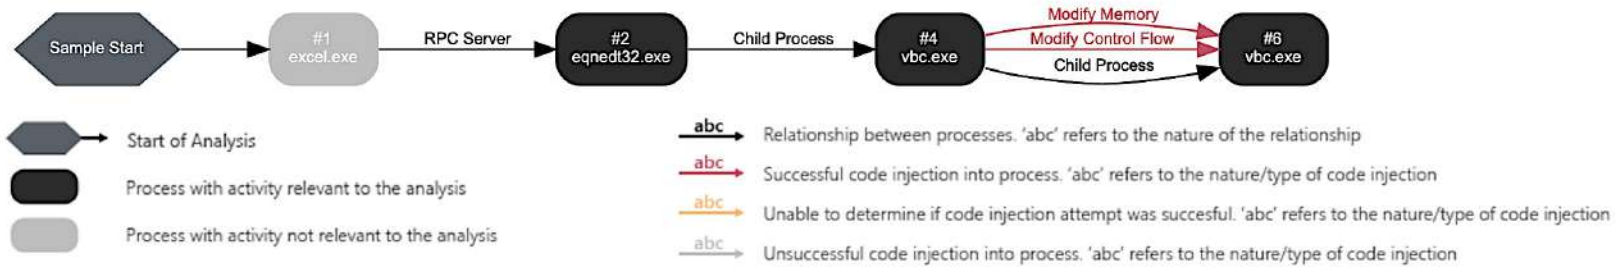 Sample Start
#1
excel.exe
RPC Server
#2
eqnedt32.exe
Child Process
#4
vbc.exe
Modify Memory
Modify Control Flow
Child Process
#6
vbc.exe
Start of Analysis
Process with activity relevant to the analysis
Process with activity not relevant to the analysis
abc
Relationship between processes. 'abc' refers to the nature of the relationship
abc
Successful code injection into process. 'abc' refers to the nature/type of code injection
abc
Unable to determine if code injection attempt was succesful. 'abc' refers to the nature/type of code injection
abc
Unsuccessful code injection into process. 'abc' refers to the nature/type of code injection